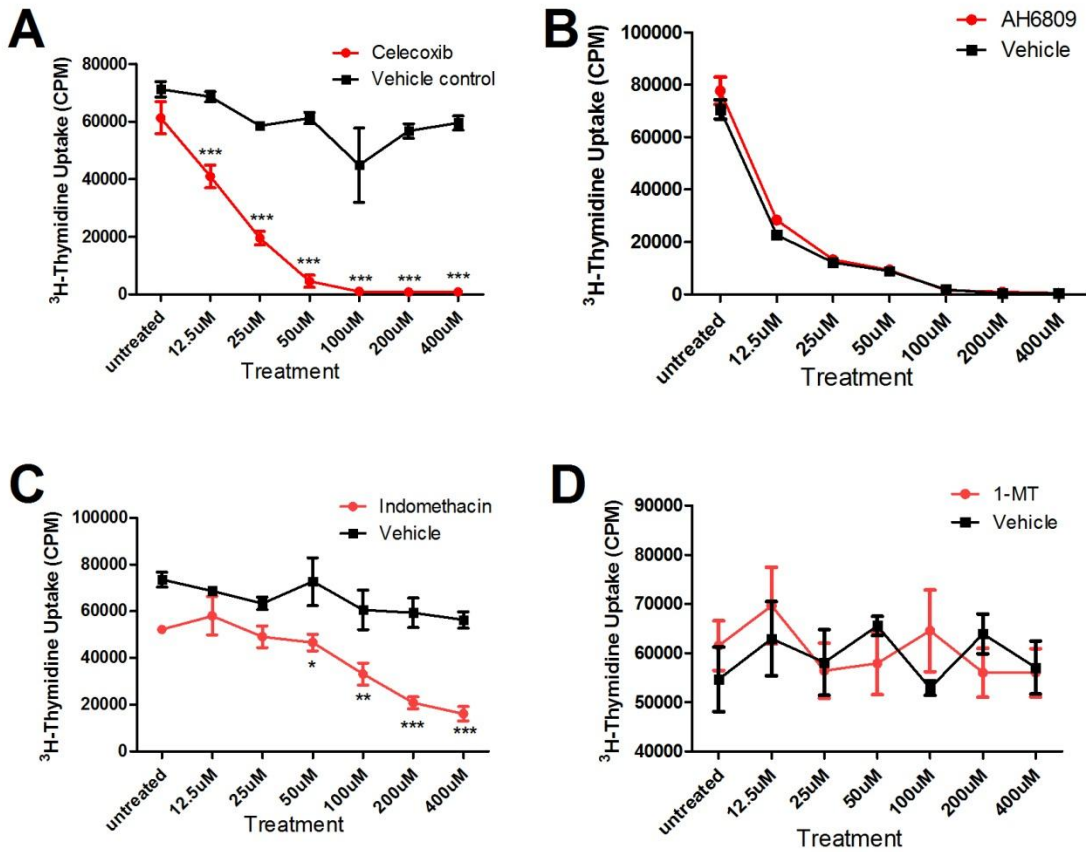 A
Celecoxib
Vehicle control
³H-Thymidine Uptake (CPM)
80000
60000
40000
20000
0
***
***
***
***
***
***
untreated
12.5uM
25uM
50uM
100uM
200uM
400uM
Treatment
B
AH6809
Vehicle
³H-Thymidine Uptake (CPM)
100000
80000
60000
40000
20000
0
untreated
12.5uM
25uM
50uM
100uM
200uM
400uM
Treatment
C
Indomethacin
Vehicle
³H-Thymidine Uptake (CPM)
100000
80000
60000
40000
20000
0
*
**
***
***
untreated
12.5uM
25uM
50uM
100uM
200uM
400uM
Treatment
D
1-MT
Vehicle
³H-Thymidine Uptake (CPM)
90000
80000
70000
60000
50000
40000
untreated
12.5uM
25uM
50uM
100uM
200uM
400uM
Treatment